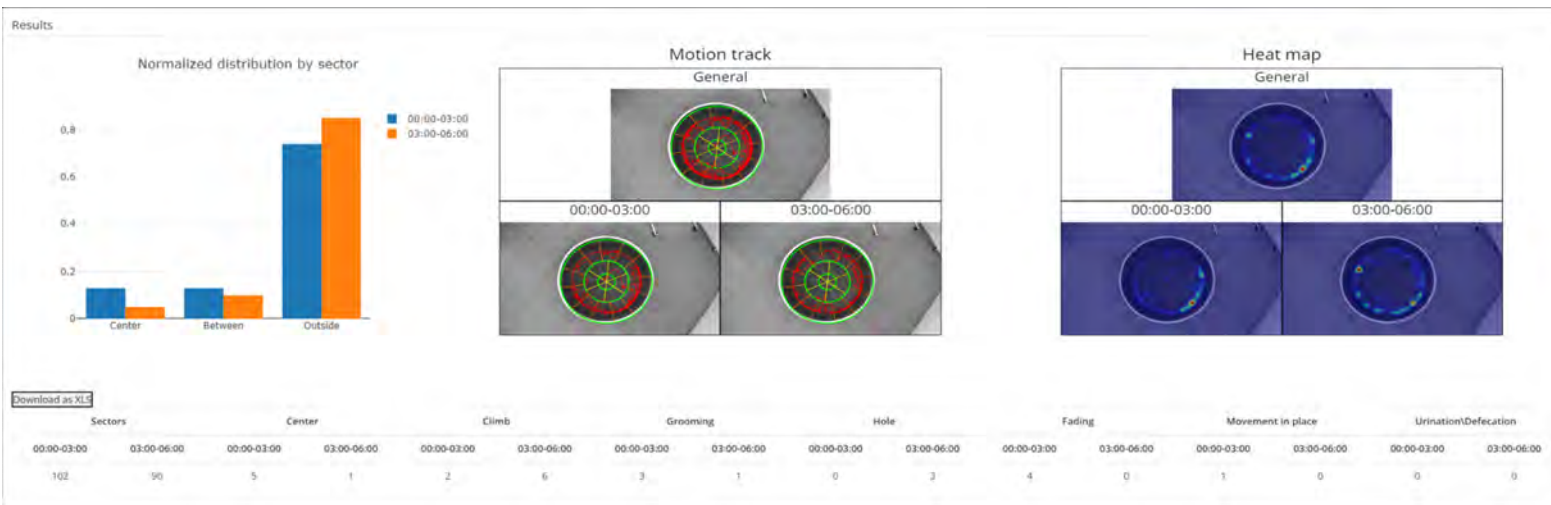 Results
Normalized distribution by sector
0.8
0.6
0.4
0.2
0
Center Between Outside
00:00-03:00
03:00-06:00
Motion track
General
00:00-03:00 03:00-06:00
Heat map
General
00:00-03:00 03:00-06:00
Download as XLS
Sectors Center Climb Grooming Hole Fading Movement in place Urination\Defecation
00:00-03:00 03:00-06:00 00:00-03:00 03:00-06:00 00:00-03:00 03:00-06:00 00:00-03:00 03:00-06:00 00:00-03:00 03:00-06:00 00:00-03:00 03:00-06:00 00:00-03:00 03:00-06:00 00:00-03:00 03:00-06:00
102 90 5 1 2 6 3 1 0 3 4 0 1 0 0 0